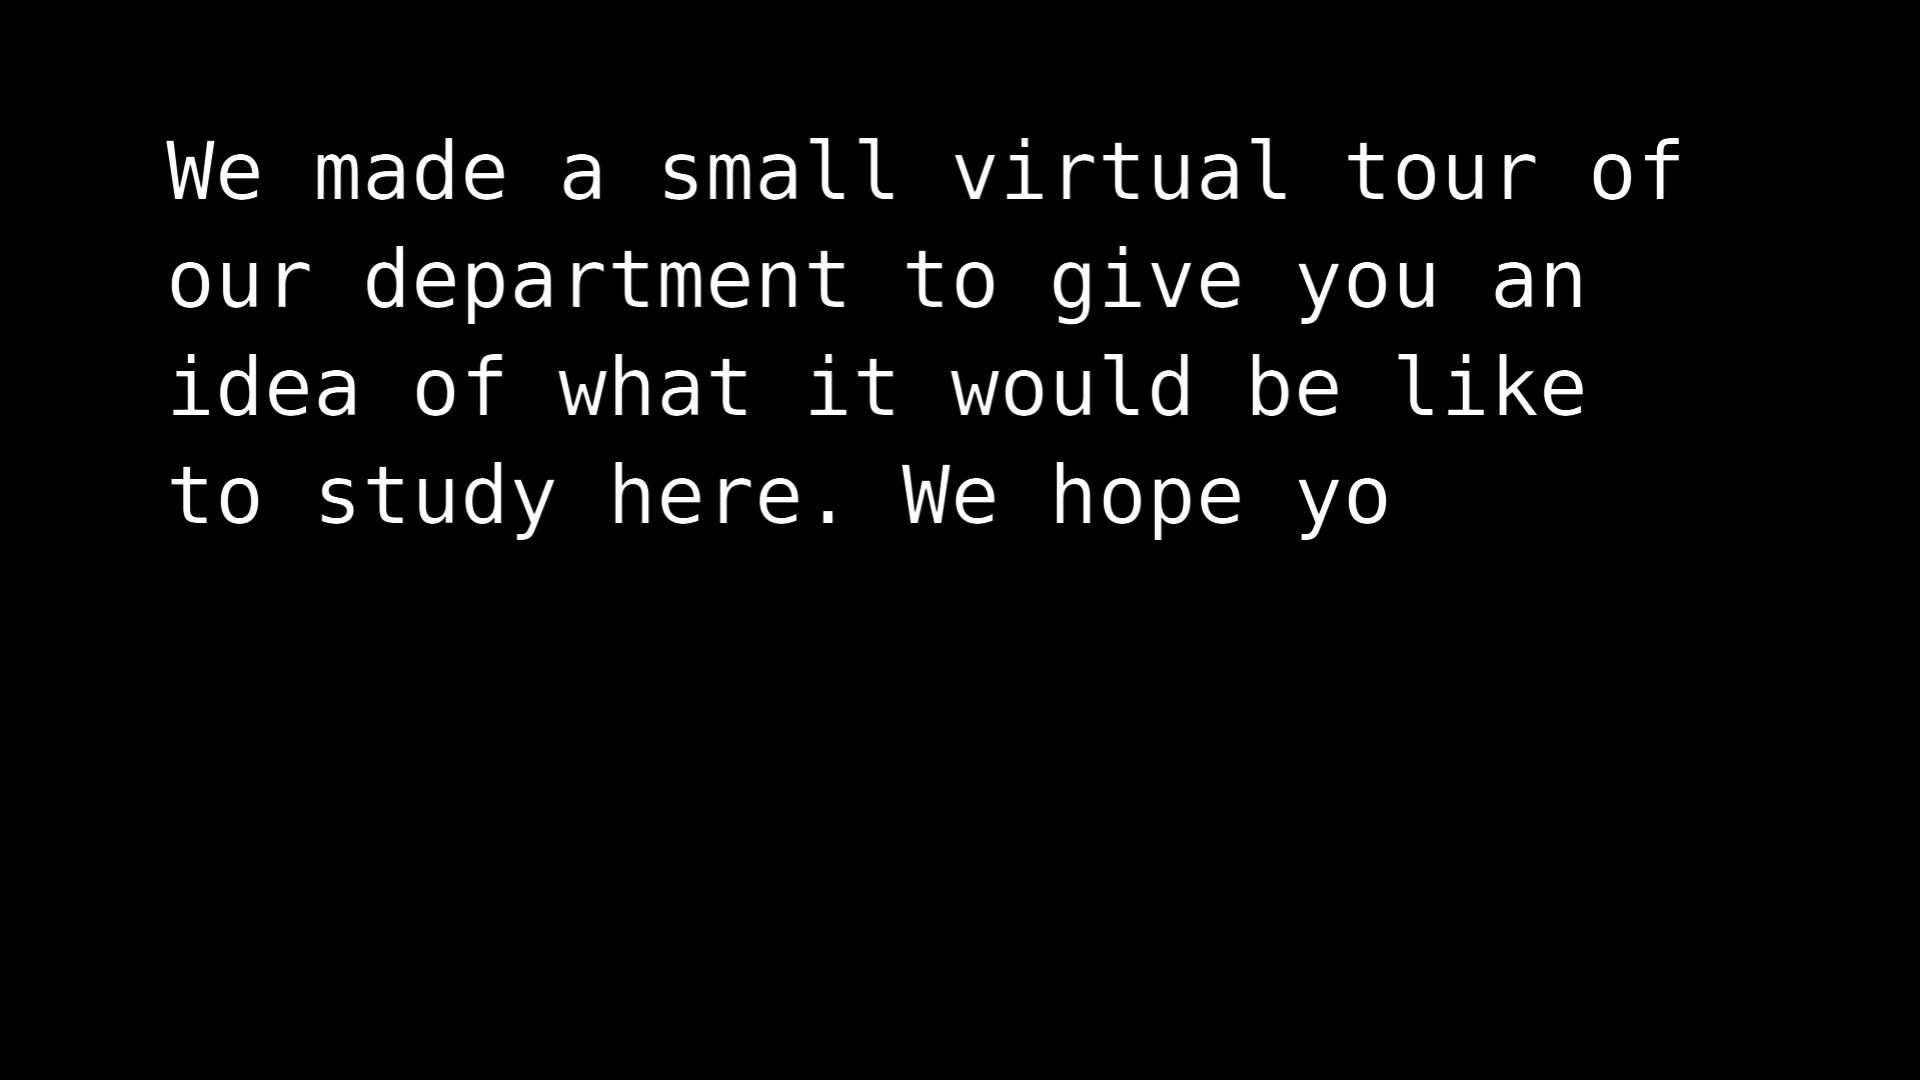 We made a small virtual tour of
our department to give you an
idea of what it would be like
to study here. We hope yo